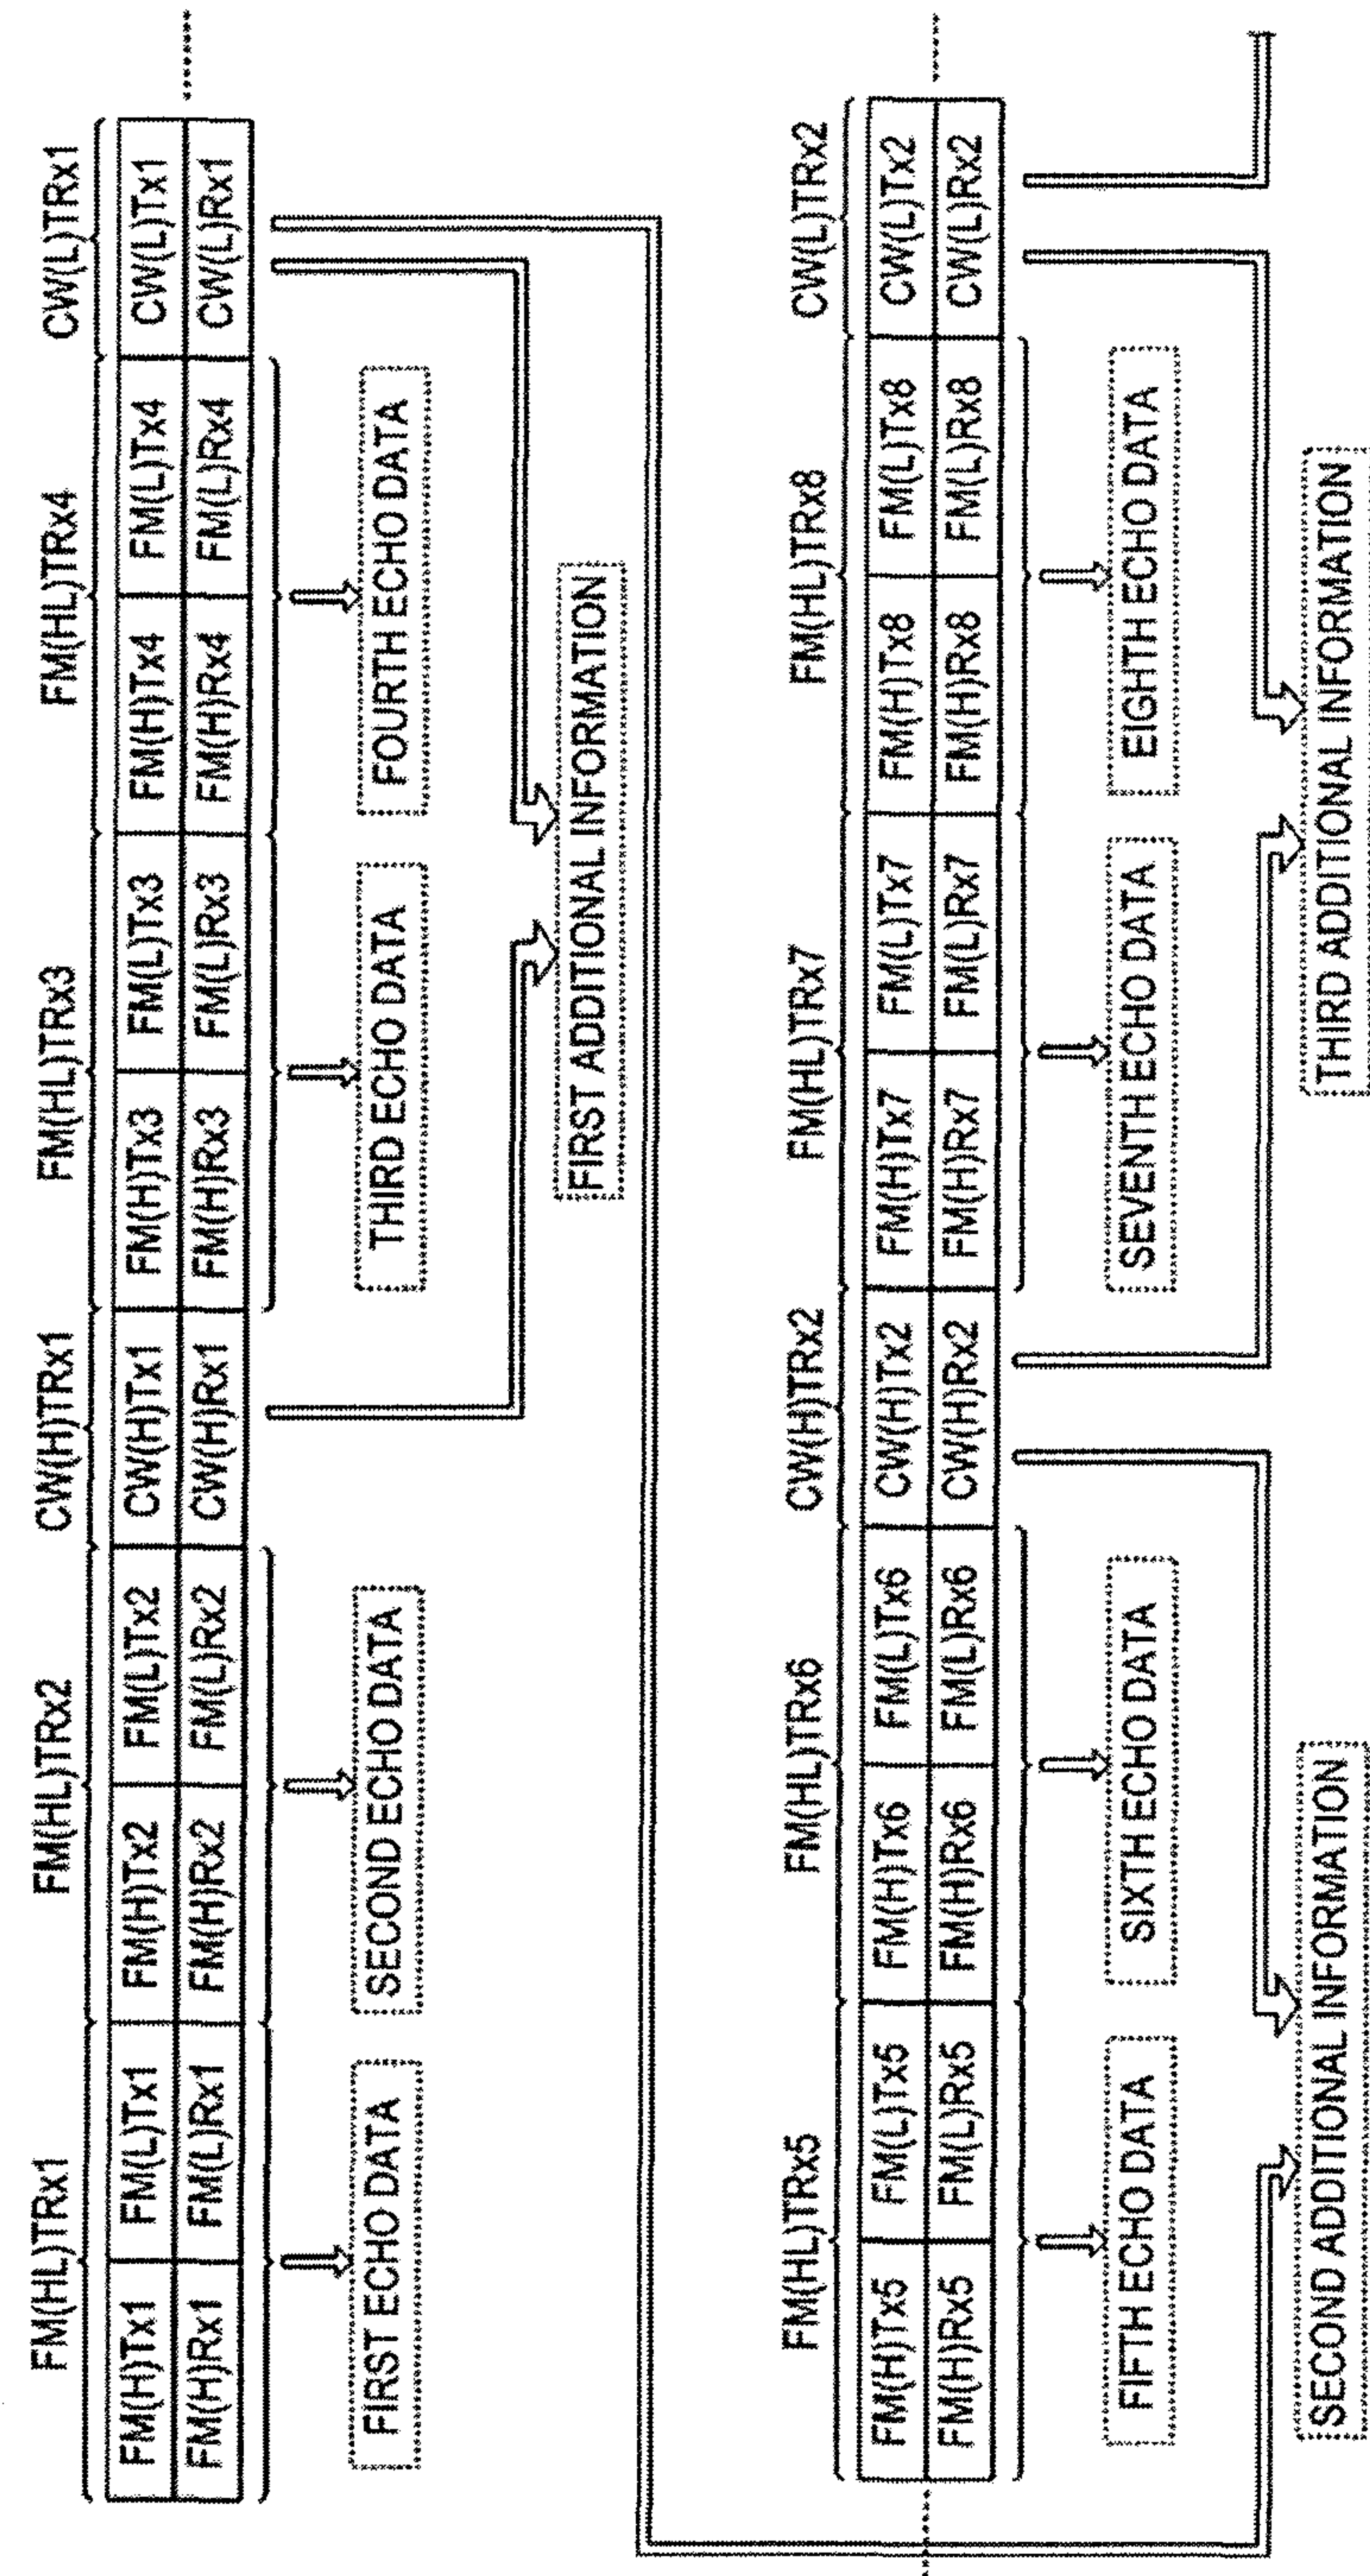 FM(HL)TRx1 FM(HL)TRx2 CW(H)TRx1 FM(HL)TRx3 FM(HL)TRx4 CW(L)TRx1
FM(H)Tx1 FM(L)Tx1 FM(H)Tx2 FM(L)Tx2 CW(H)Tx1 FM(H)Tx3 FM(L)Tx3 FM(H)Tx4 FM(L)Tx4 CW(L)Tx1
FM(H)Rx1 FM(L)Rx1 FM(H)Rx2 FM(L)Rx2 CW(H)Rx1 FM(H)Rx3 FM(L)Rx3 FM(H)Rx4 FM(L)Rx4 CW(L)Rx1
FIRST ECHO DATA SECOND ECHO DATA THIRD ECHO DATA FOURTH ECHO DATA
FIRST ADDITIONAL INFORMATION
FM(HL)TRx5 FM(HL)TRx6 CW(H)TRx2 FM(HL)TRx7 FM(HL)TRx8 CW(L)TRx2
FM(H)Tx5 FM(L)Tx5 FM(H)Tx6 FM(L)Tx6 CW(H)Tx2 FM(H)Tx7 FM(L)Tx7 FM(H)Tx8 FM(L)Tx8 CW(L)Tx2
FM(H)Rx5 FM(L)Rx5 FM(H)Rx6 FM(L)Rx6 CW(H)Rx2 FM(H)Rx7 FM(L)Rx7 FM(H)Rx8 FM(L)Rx8 CW(L)Rx2
FIFTH ECHO DATA SIXTH ECHO DATA SEVENTH ECHO DATA EIGHTH ECHO DATA
SECOND ADDITIONAL INFORMATION THIRD ADDITIONAL INFORMATION